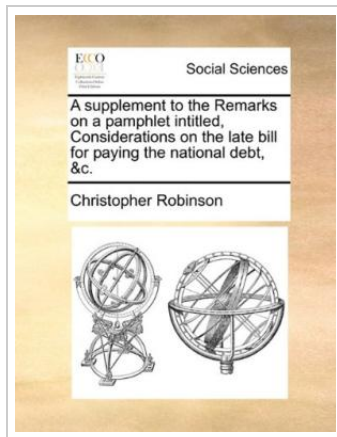 ECCO
Social Sciences
A supplement to the Remarks
on a pamphlet intitled,
Considerations on the late bill
for paying the national debt,
&c.
Christopher Robinson